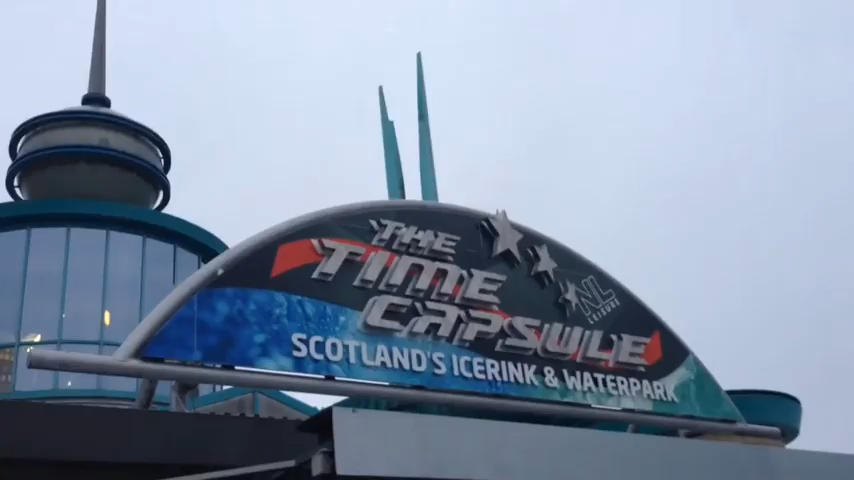 THE
TIME
CAPSULE
NL
LEISURE
SCOTLAND'S ICERINK & WATERPARK